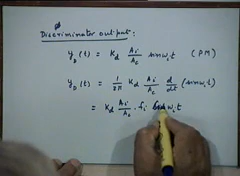 Discriminator output:
y_D(t) = K_d A_i/A_c sin ω_i t (PM)
y_D(t) = 1/2π K_d A_i/A_c d/dt (sin ω_i t)
= K_d A_i/A_c · f_i ω_i t